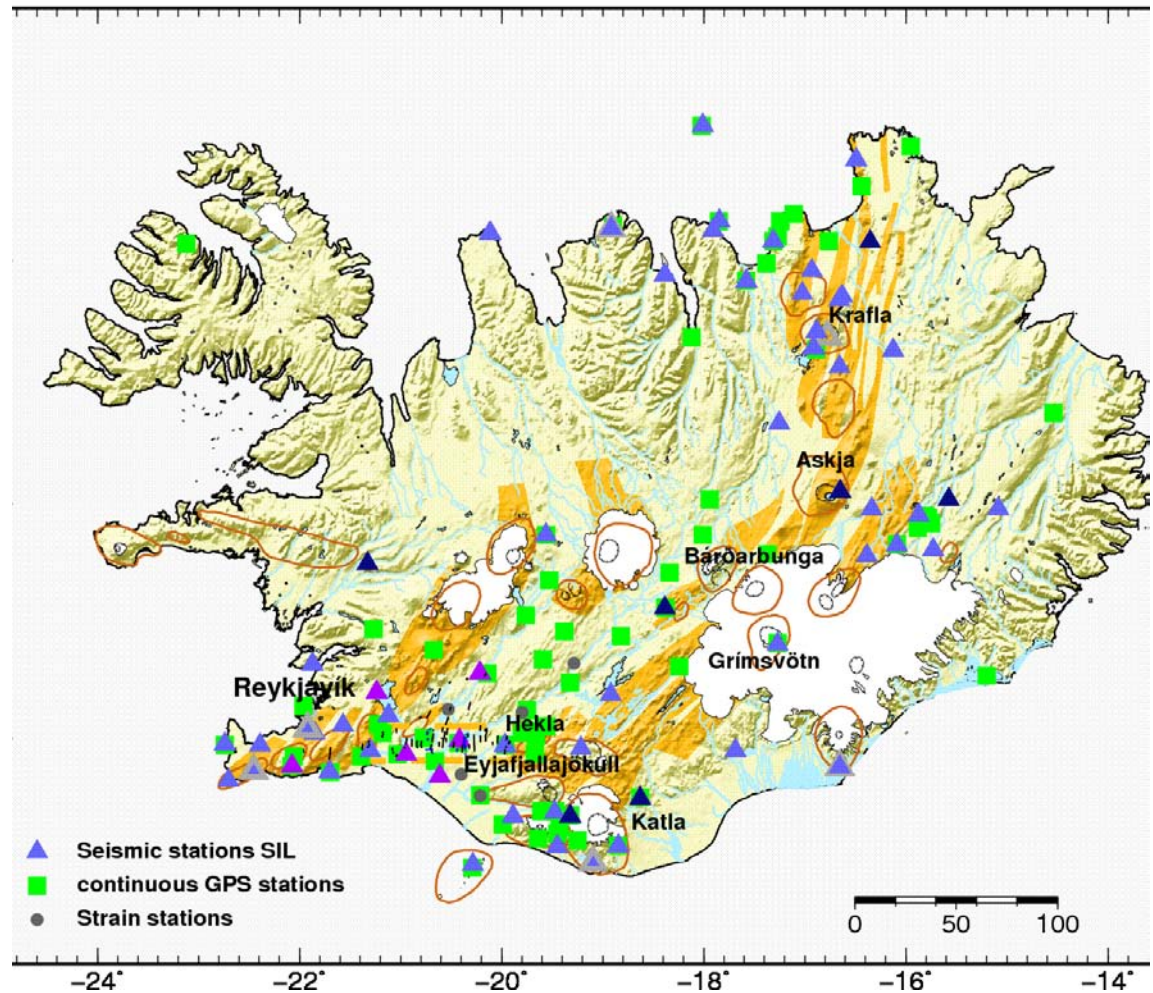 Krafla
Askja
Bárðarbunga
Grímsvötn
Reykjavík
Hekla
Eyjafjallajökull
Katla
Seismic stations SIL
continuous GPS stations
Strain stations
0 50 100
-24° -22° -20° -18° -16° -14°